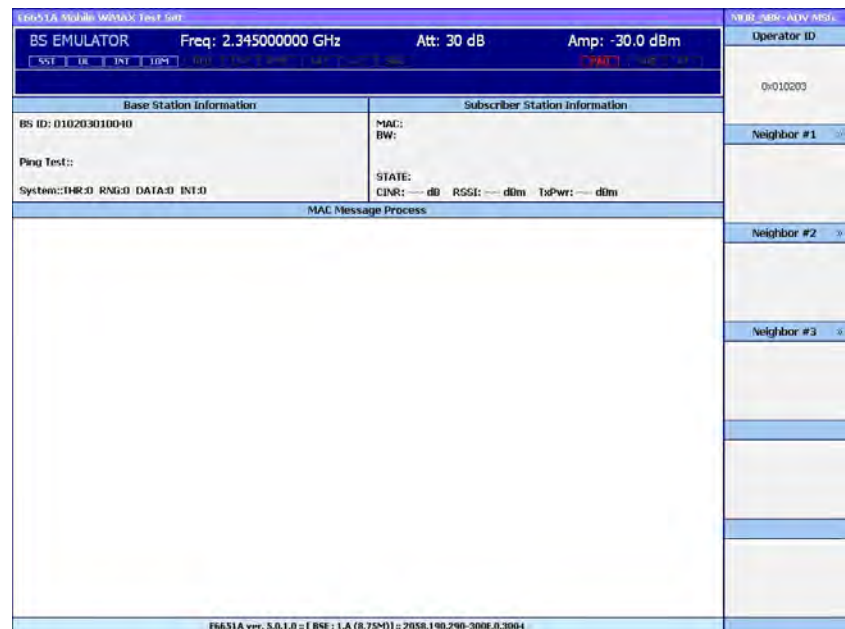 E6651A Mobile WiMAX Test Set
MOB_NBR-ADV MSG
BS EMULATOR Freq: 2.345000000 GHz Att: 30 dB Amp: -30.0 dBm
SST DL INT 10M
Base Station Information
Subscriber Station Information
BS ID: 010203010040
Ping Test::
System::THR:0 RNG:0 DATA:0 INT:0
MAC:
BW:
STATE:
CINR: --- dB RSSI: --- dBm TxPwr: --- dBm
MAC Message Process
Operator ID
0x010203
Neighbor #1 »
Neighbor #2 »
Neighbor #3 »
E6651A ver. 5.0.1.0 :: [ BSE : 1.A (8.75M)] :: 2058.190.290-300F.0.3004